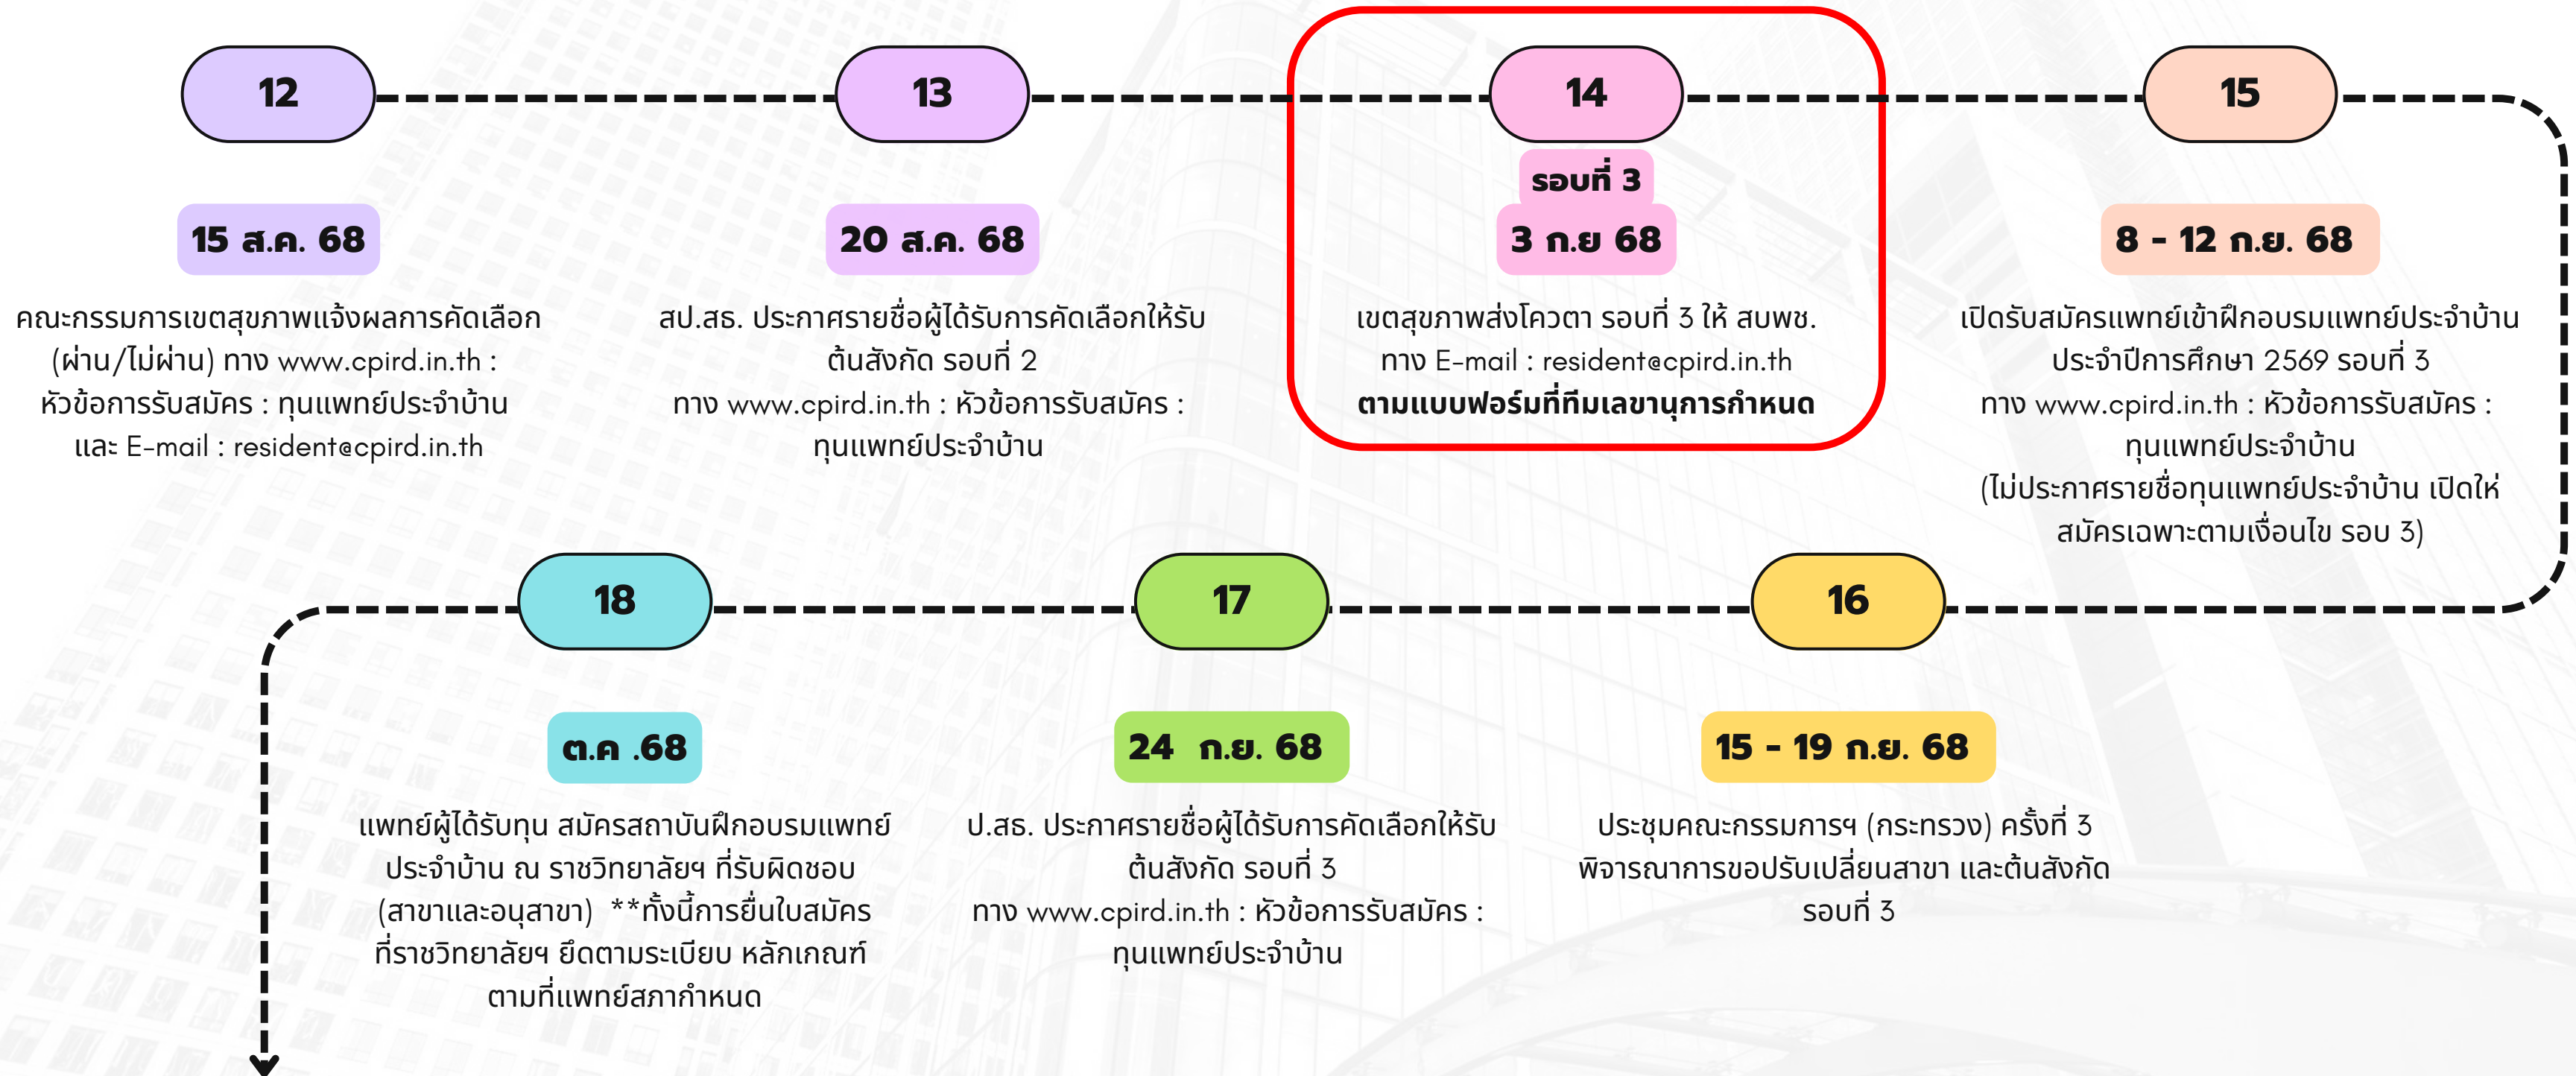 12
15 ส.ค. 68
คณะกรรมการเขตสุขภาพแจ้งผลการคัดเลือก
(ผ่าน/ไม่ผ่าน) ทาง www.cpird.in.th :
หัวข้อการรับสมัคร : ทุนแพทย์ประจำบ้าน
และ E-mail : resident@cpird.in.th
13
20 ส.ค. 68
สป.สธ. ประกาศรายชื่อผู้ได้รับการคัดเลือกให้รับ
ต้นสังกัด รอบที่ 2
ทาง www.cpird.in.th : หัวข้อการรับสมัคร :
ทุนแพทย์ประจำบ้าน
14
รอบที่ 3
3 ก.ย 68
เขตสุขภาพส่งโควตา รอบที่ 3 ให้ สบพช.
ทาง E-mail : resident@cpird.in.th
ตามแบบฟอร์มที่ทีมเลขานุการกำหนด
15
8 - 12 ก.ย. 68
เปิดรับสมัครแพทย์เข้าฝึกอบรมแพทย์ประจำบ้าน
ประจำปีการศึกษา 2569 รอบที่ 3
ทาง www.cpird.in.th : หัวข้อการรับสมัคร :
ทุนแพทย์ประจำบ้าน
(ไม่ประกาศรายชื่อทุนแพทย์ประจำบ้าน เปิดให่
สมัครเฉพาะตามเงื่อนไข รอบ 3)
16
15 - 19 ก.ย. 68
ประชุมคณะกรรมการฯ (กระทรวง) ครั้งที่ 3
พิจารณาการขอปรับเปลี่ยนสาขา และต้นสังกัด
รอบที่ 3
17
24 ก.ย. 68
ป.สธ. ประกาศรายชื่อผู้ได้รับการคัดเลือกให้รับ
ต้นสังกัด รอบที่ 3
ทาง www.cpird.in.th : หัวข้อการรับสมัคร :
ทุนแพทย์ประจำบ้าน
18
ต.ค .68
แพทย์ผู้ได้รับทุน สมัครสถาบันฝึกอบรมแพทย์
ประจำบ้าน ณ ราชวิทยาลัยฯ ที่รับผิดชอบ
(สาขาและอนุสาขา) **ทั้งนี้การยื่นใบสมัคร
ที่ราชวิทยาลัยฯ ยึดตามระเบียบ หลักเกณฑ์
ตามที่แพทย์สภากำหนด